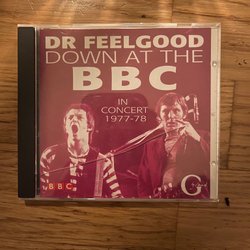 DR FEELGOOD
DOWN AT THE
BBC
IN
CONCERT
1977-78
BBC
G